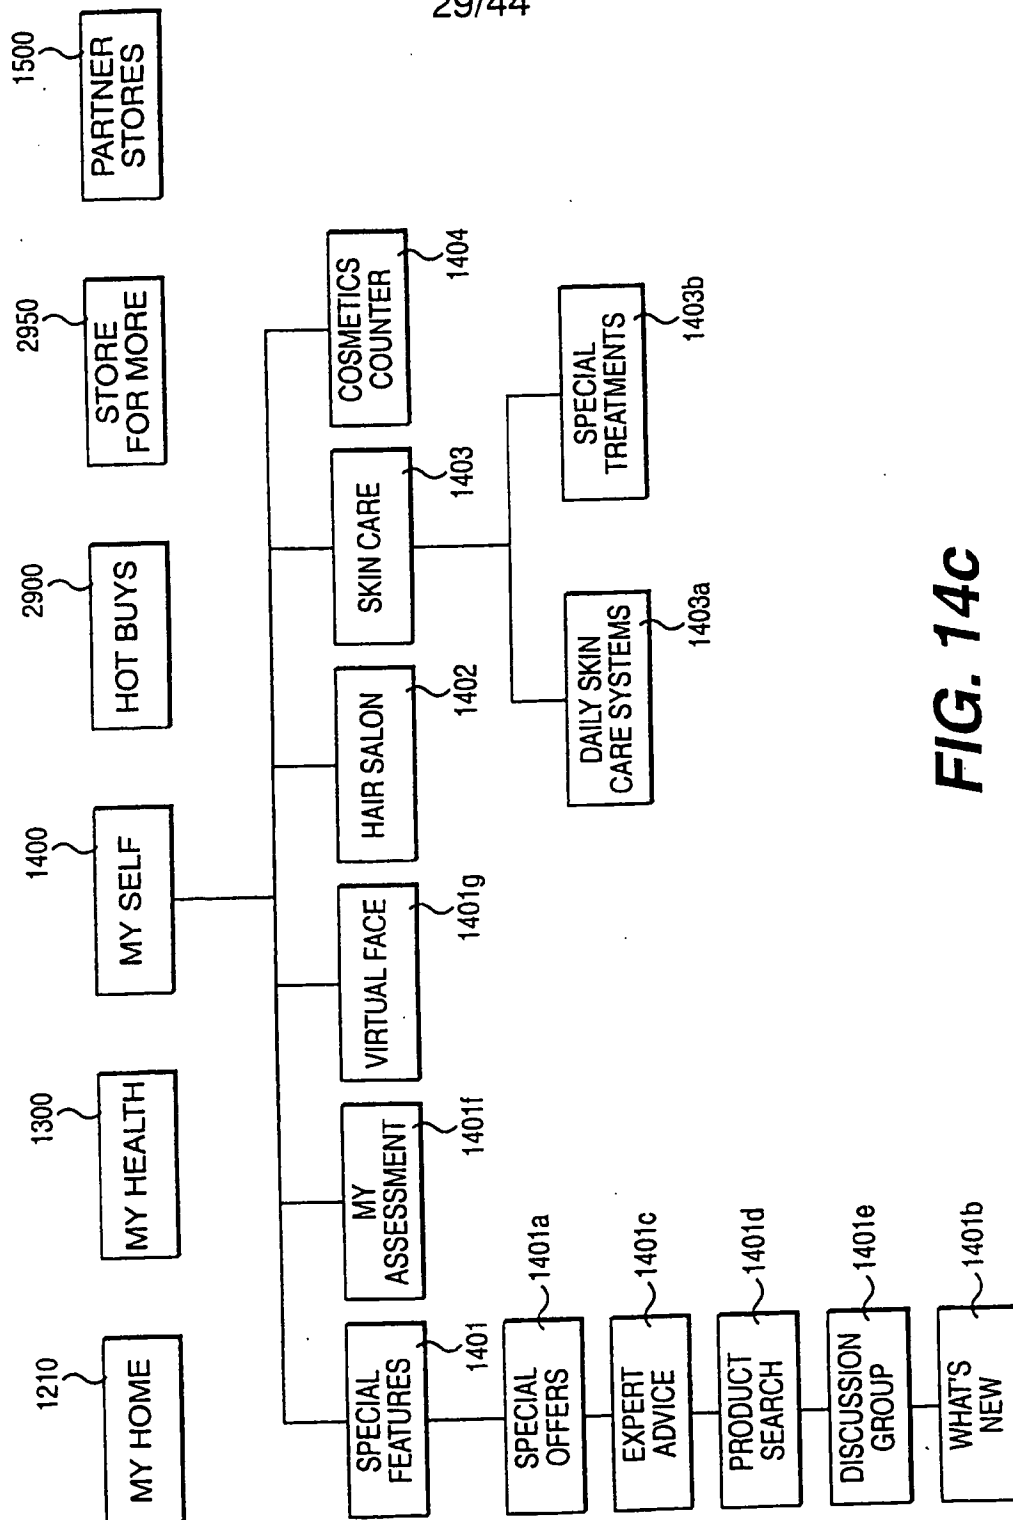 29/44
1210
MY HOME
1300
MY HEALTH
1400
MY SELF
2900
HOT BUYS
2950
STORE
FOR MORE
1500
PARTNER
STORES
SPECIAL
FEATURES
1401
MY
ASSESSMENT
1401f
VIRTUAL FACE
1401g
HAIR SALON
1402
SKIN CARE
1403
COSMETICS
COUNTER
1404
SPECIAL
OFFERS
1401a
EXPERT
ADVICE
1401c
PRODUCT
SEARCH
1401d
DISCUSSION
GROUP
1401e
WHAT'S
NEW
1401b
DAILY SKIN
CARE SYSTEMS
1403a
SPECIAL
TREATMENTS
1403b
FIG. 14c